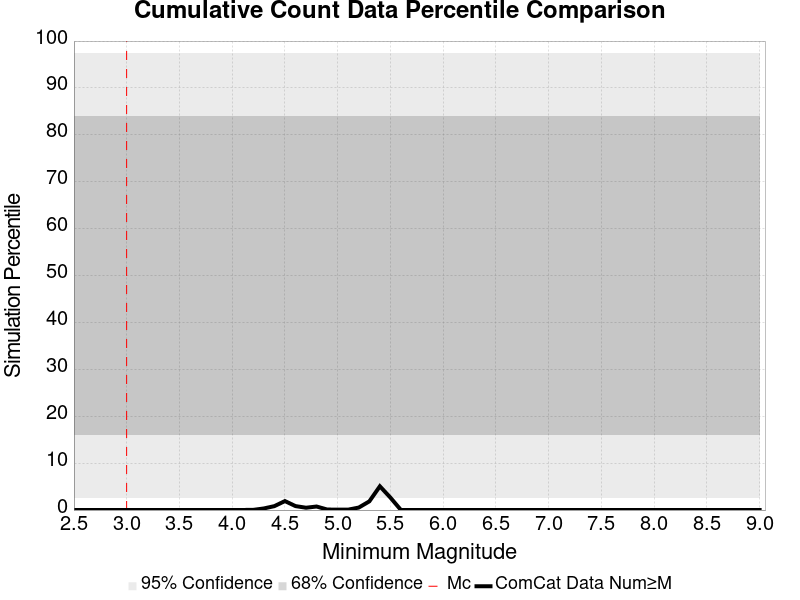 Cumulative Count Data Percentile Comparison
100
90
80
70
60
50
40
30
20
10
0
Simulation Percentile
2.5 3.0 3.5 4.0 4.5 5.0 5.5 6.0 6.5 7.0 7.5 8.0 8.5 9.0
Minimum Magnitude
95% Confidence 68% Confidence Mc ComCat Data Num≥M